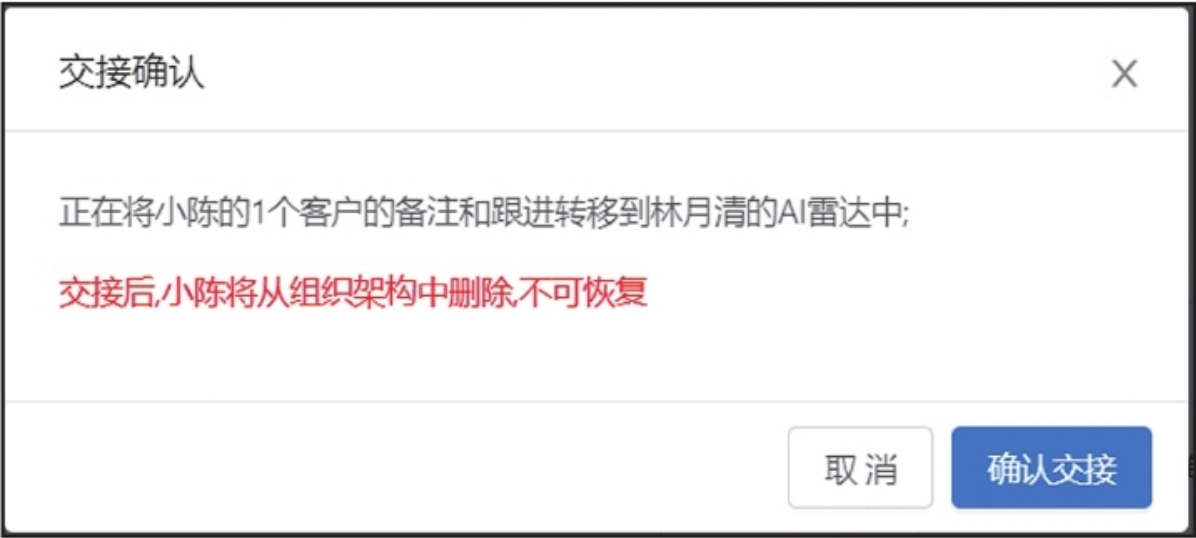 交接确认
正在将小陈的1个客户的备注和跟进转移到林月清的AI雷达中;
交接后,小陈将从组织架构中删除,不可恢复
取消
确认交接